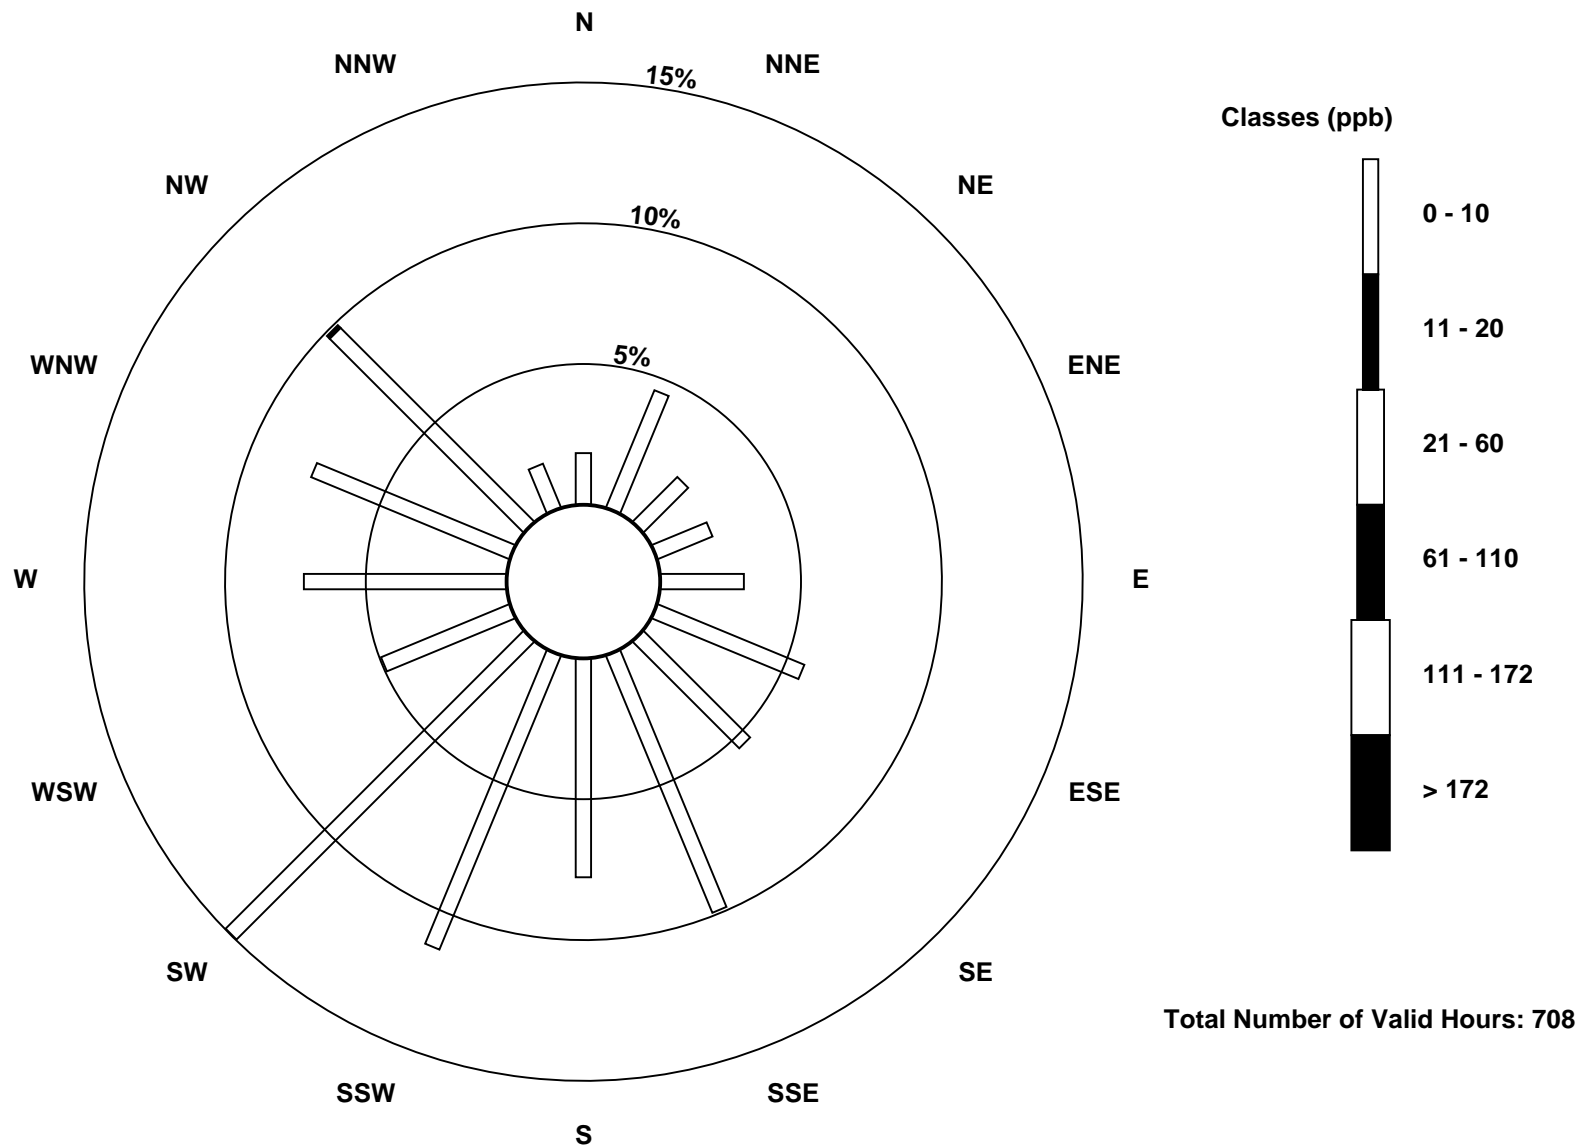 N
NNW
NNE
15%
Classes (ppb)
NW
NE
0 - 10
10%
11 - 20
5%
WNW
ENE
21 - 60
61 - 110
W
E
111 - 172
WSW
ESE
> 172
SW
SE
Total Number of Valid Hours: 708
SSW
SSE
S